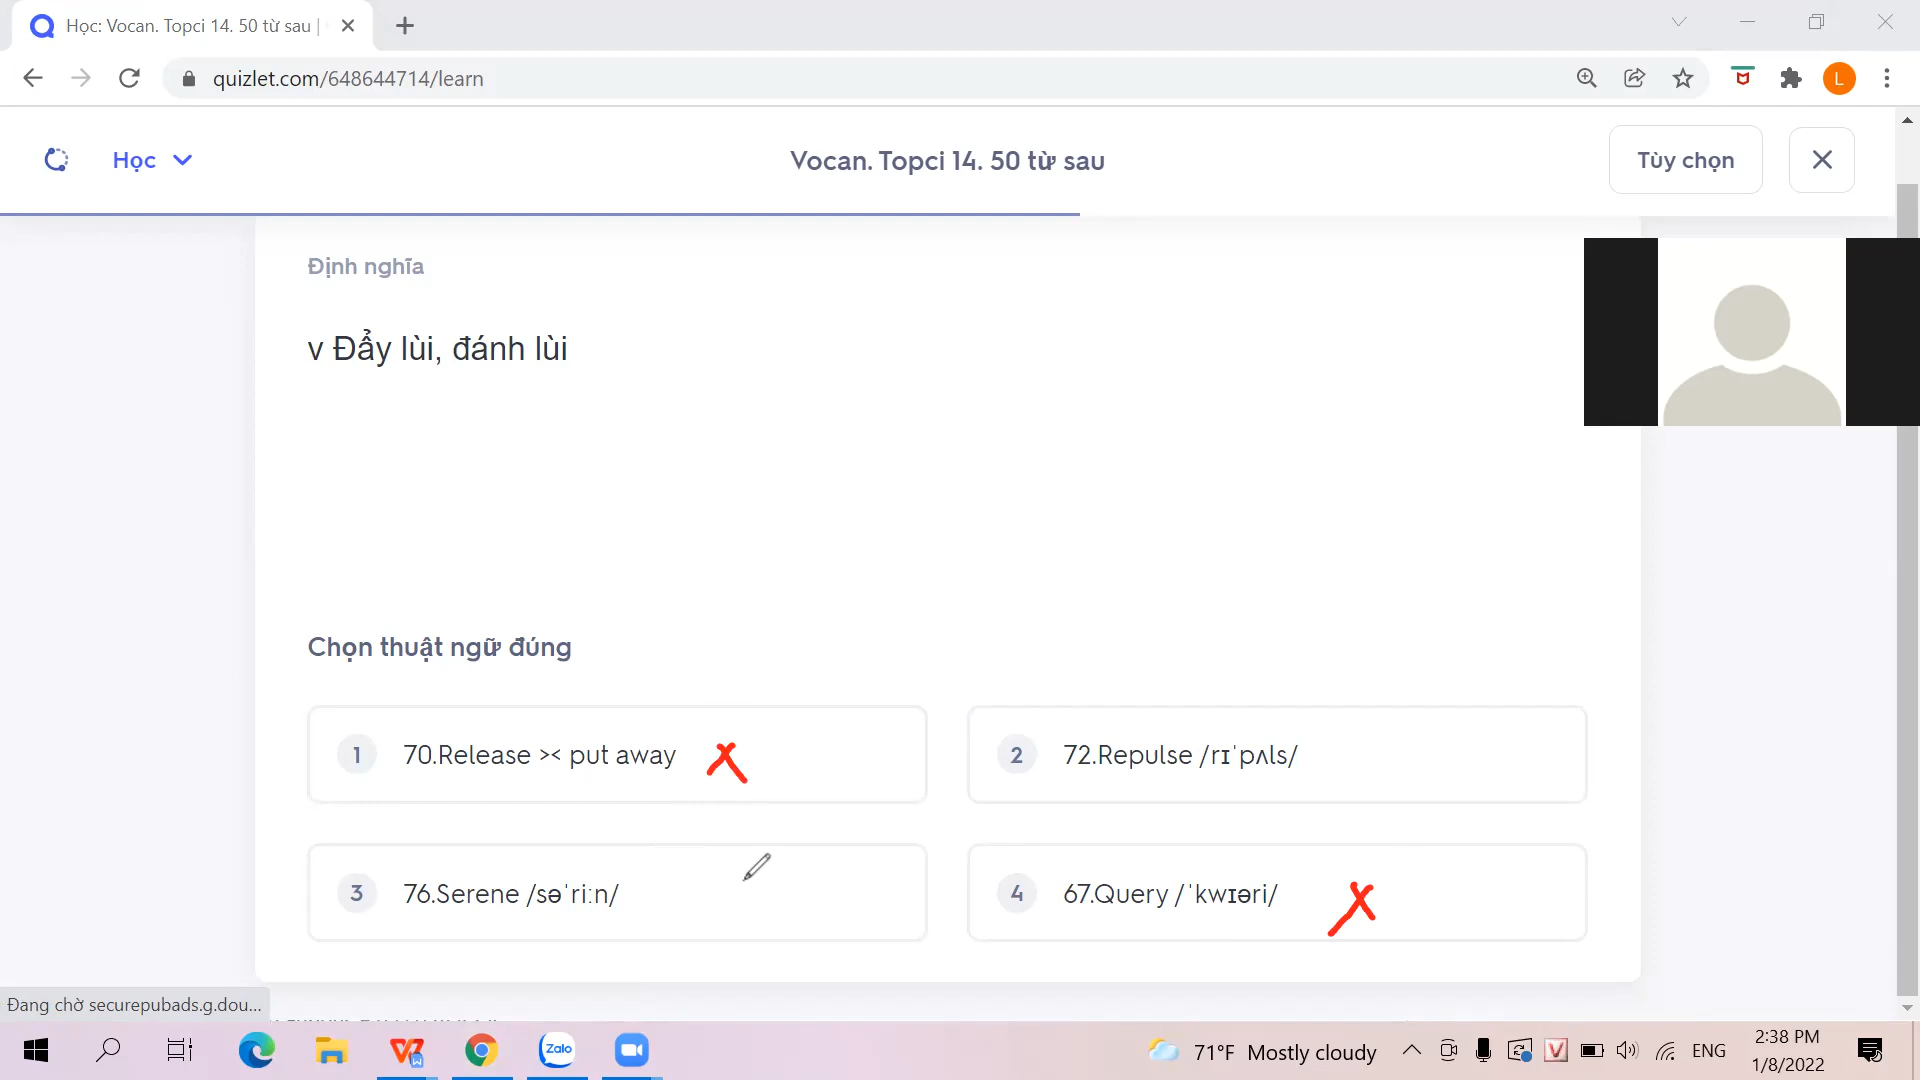 Học: Vocan. Topci 14. 50 từ sau |
quizlet.com/648644714/learn
L
Học
Vocan. Topci 14. 50 từ sau
Tùy chọn
Định nghĩa
v Đẩy lùi, đánh lùi
Chọn thuật ngữ đúng
1 70.Release >< put away
2 72.Repulse /rɪˈpʌls/
3 76.Serene /səˈriːn/
4 67.Query /ˈkwɪəri/
Đang chờ securepubads.g.dou...
Zalo
71°F Mostly cloudy
ENG
2:38 PM
1/8/2022